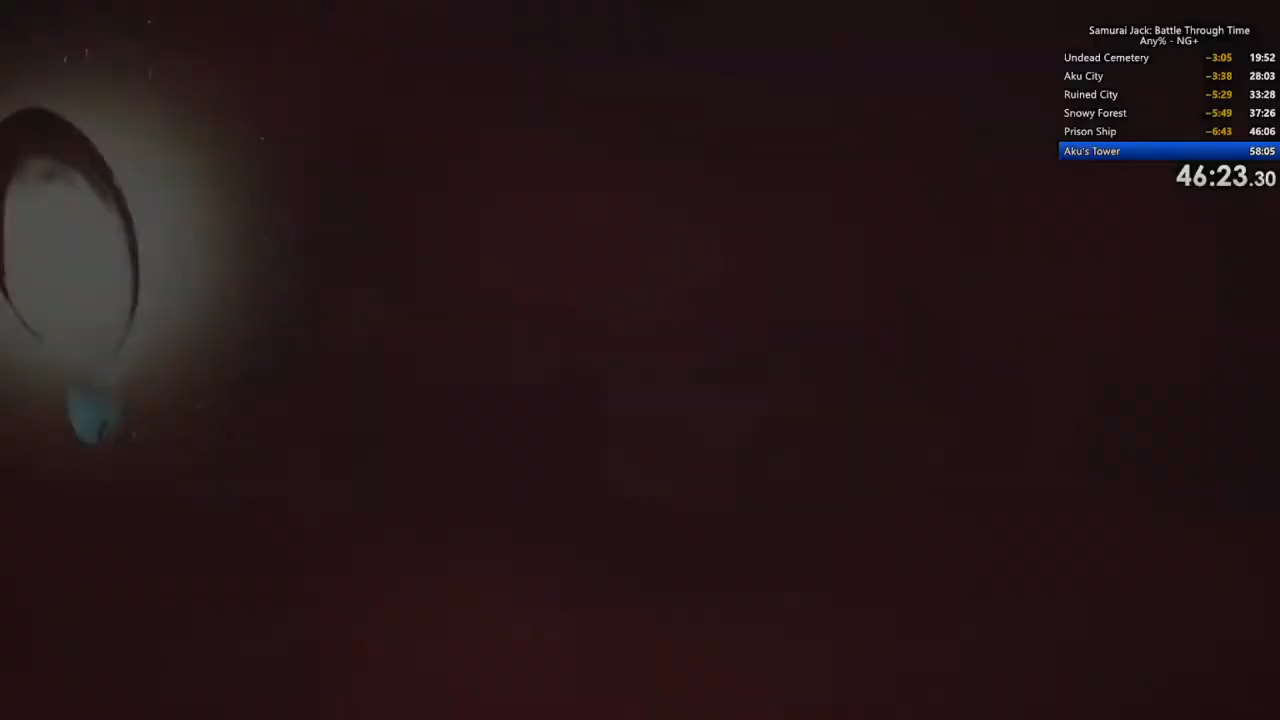 Samurai Jack: Battle Through Time
Any% - NG+
Undead Cemetery −3:05 19:52
Aku City −3:38 28:03
Ruined City −5:29 33:28
Snowy Forest −5:49 37:26
Prison Ship −6:43 46:06
Aku's Tower 58:05
46:23.30